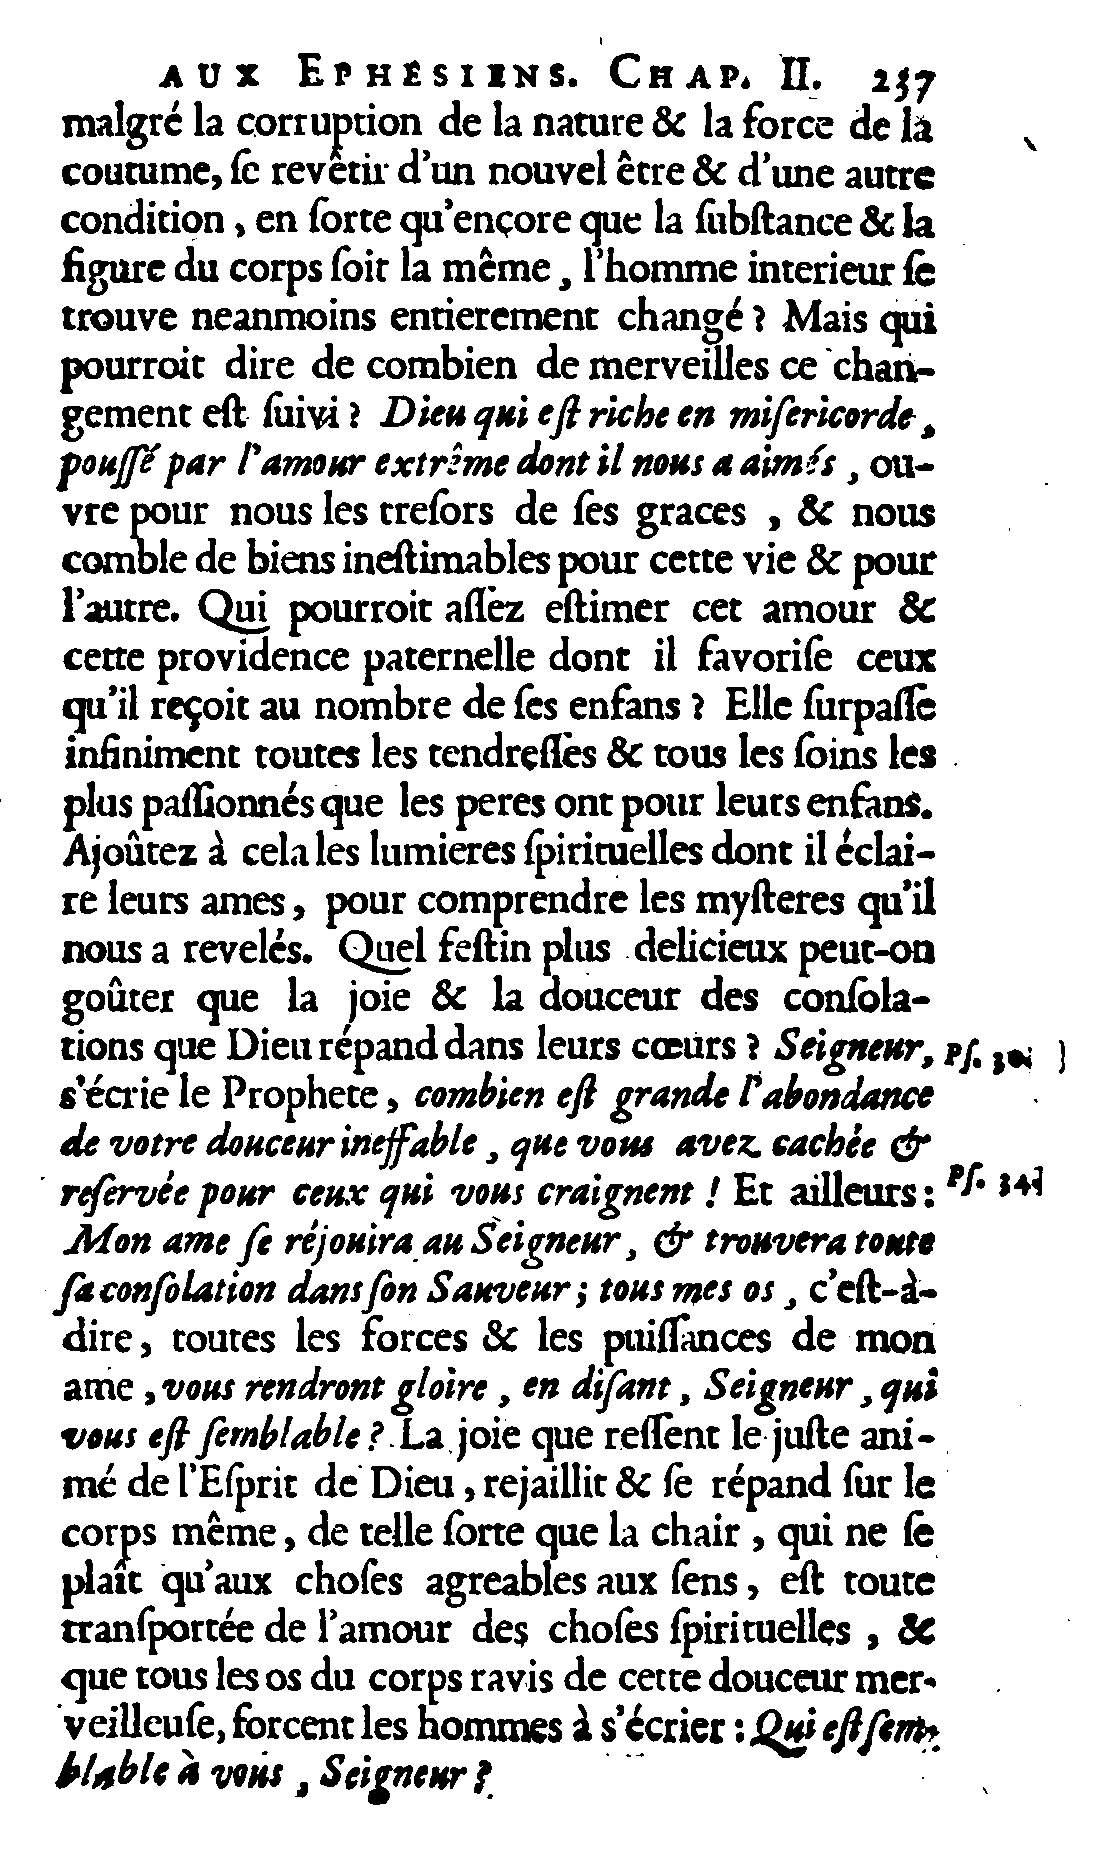 AUX EPHESIENS. CHAP. II. 237
malgré la corruption de la nature & la force de la
coutume, ſe revêtir d'un nouvel être & d'une autre
condition, en ſorte qu'ençore que la ſubſtance & la
figure du corps ſoit la même, l'homme interieur ſe
trouve neanmoins entierement changé? Mais qui
pourroit dire de combien de merveilles ce chan-
gement eſt ſuivi? Dieu qui eſt riche en miſericorde,
pouſſé par l'amour extrême dont il nous a aimés, ou-
vre pour nous les treſors de ſes graces, & nous
comble de biens ineſtimables pour cette vie & pour
l'autre. Qui pourroit aſſez eſtimer cet amour &
cette providence paternelle dont il favoriſe ceux
qu'il reçoit au nombre de ſes enfans? Elle ſurpaſſe
infiniment toutes les tendreſſes & tous les ſoins les
plus paſſionnés que les peres ont pour leurs enfans.
Ajoûtez à cela les lumieres ſpirituelles dont il éclai-
re leurs ames, pour comprendre les myſteres qu'il
nous a revelés. Quel feſtin plus delicieux peut-on
goûter que la joie & la douceur des conſola-
tions que Dieu répand dans leurs cœurs? Seigneur, Pſ. 30.
s'écrie le Prophete, combien eſt grande l'abondance
de votre douceur ineffable, que vous avez cachée &
reſervée pour ceux qui vous craignent! Et ailleurs: Pſ. 34.
Mon ame ſe réjouira au Seigneur, & trouvera toute
ſa conſolation dans ſon Sauveur; tous mes os, c'eſt-à-
dire, toutes les forces & les puiſſances de mon
ame, vous rendront gloire, en diſant, Seigneur, qui
vous eſt ſemblable? La joie que reſſent le juſte ani-
mé de l'Eſprit de Dieu, rejaillit & ſe répand ſur le
corps même, de telle ſorte que la chair, qui ne ſe
plaît qu'aux choſes agreables aux ſens, eſt toute
tranſportée de l'amour des choſes ſpirituelles, &
que tous les os du corps ravis de cette douceur mer-
veilleuſe, forcent les hommes à s'écrier: Qui eſt ſem-
blable à vous, Seigneur?